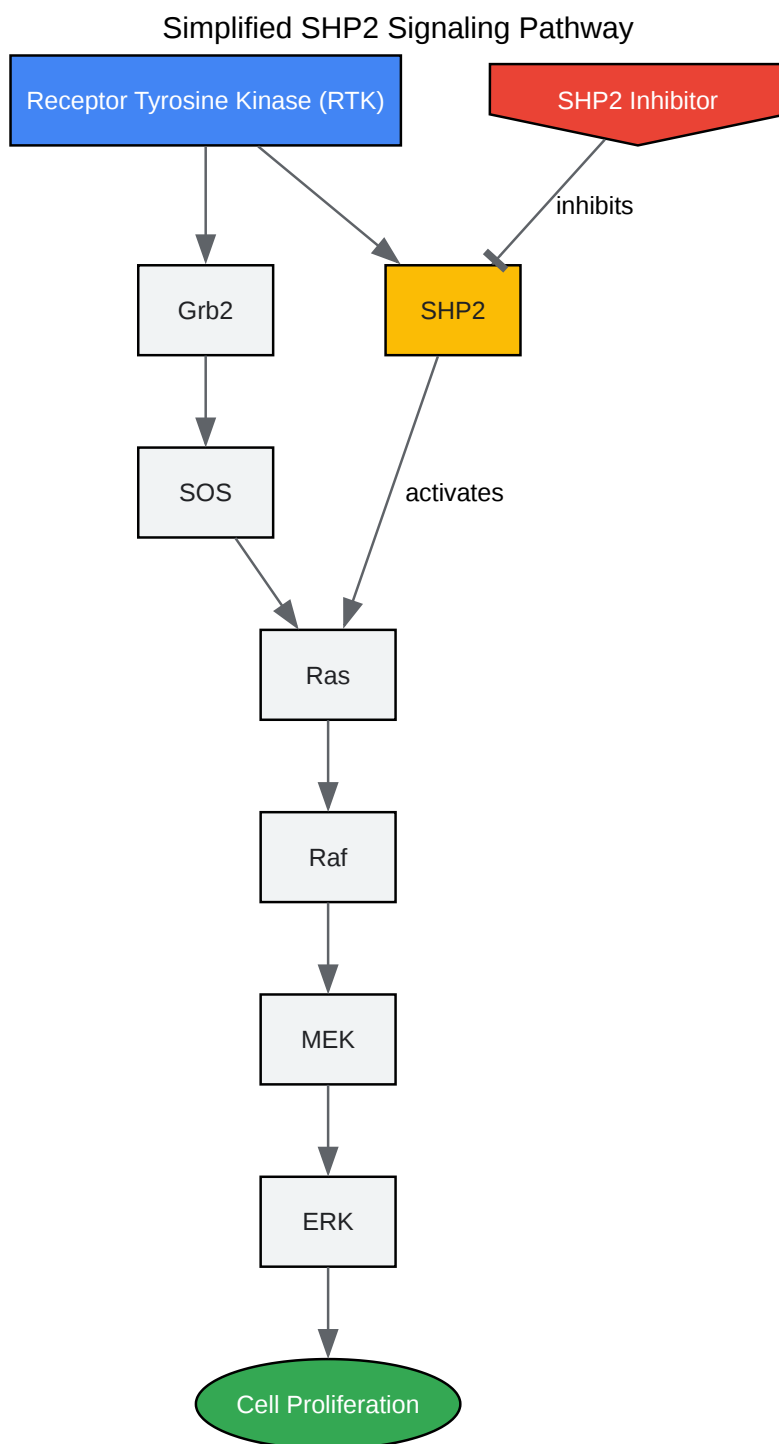 Simplified SHP2 Signaling Pathway
Receptor Tyrosine Kinase (RTK)
SHP2 Inhibitor
inhibits
Grb2
SHP2
SOS
activates
Ras
Raf
MEK
ERK
Cell Proliferation